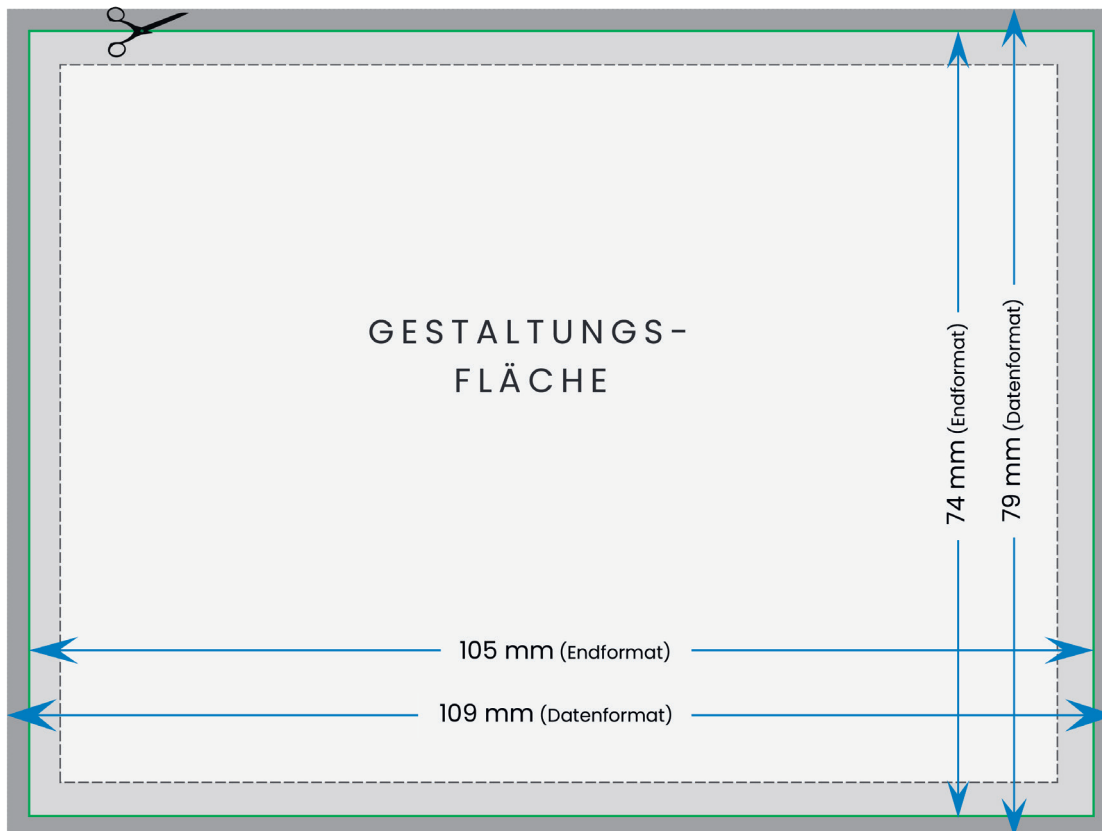 GESTALTUNGS-
FLÄCHE
74 mm (Endformat)
79 mm (Datenformat)
105 mm (Endformat)
109 mm (Datenformat)